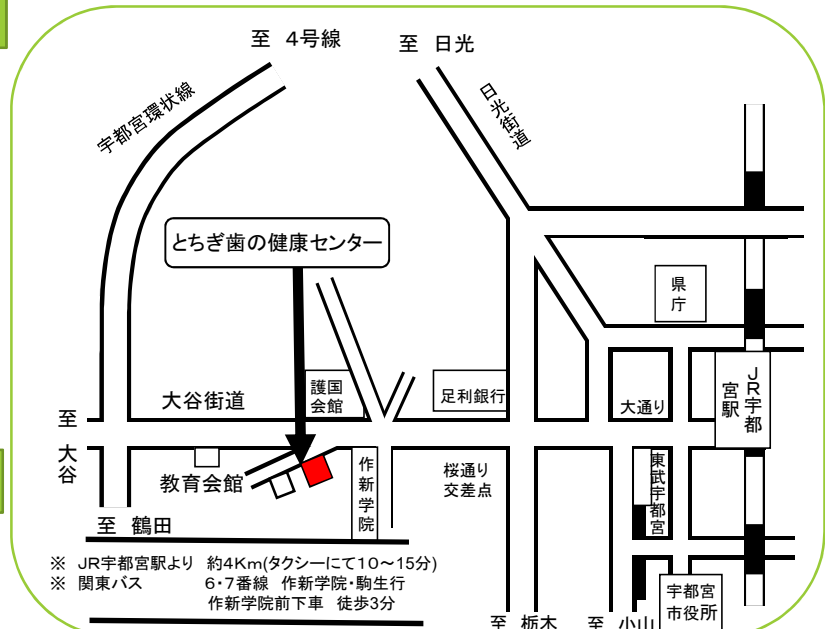 至 4号線
至 日光
宇都宮環状線
日光街道
とちぎ歯の健康センター
県庁
護国
会館
足利銀行
大谷街道
大通り
JR宇都
宮駅
至 大谷
教育会館
作新学院
桜通り
交差点
東武宇都宮
至 鶴田
※ JR宇都宮駅より 約4Km(タクシーにて10~15分)
※ 関東バス 6・7番線 作新学院・駒生行
作新学院前下車 徒歩3分
宇都宮
市役所
至 栃木
至 小山